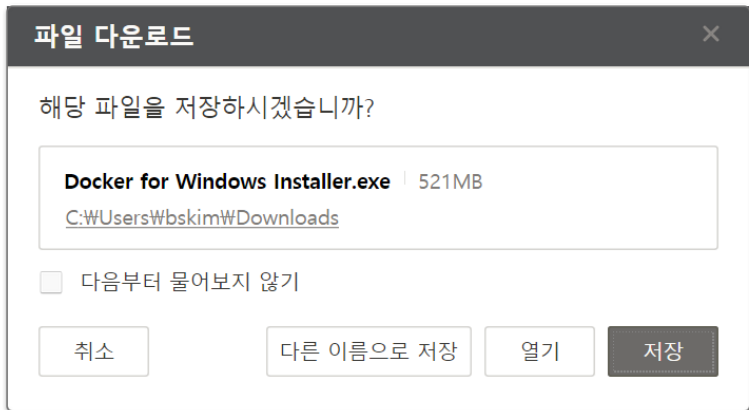 파일 다운로드
해당 파일을 저장하시겠습니까?
Docker for Windows Installer.exe 521MB
C:₩Users₩bskim₩Downloads
다음부터 물어보지 않기
취소 다른 이름으로 저장 열기 저장